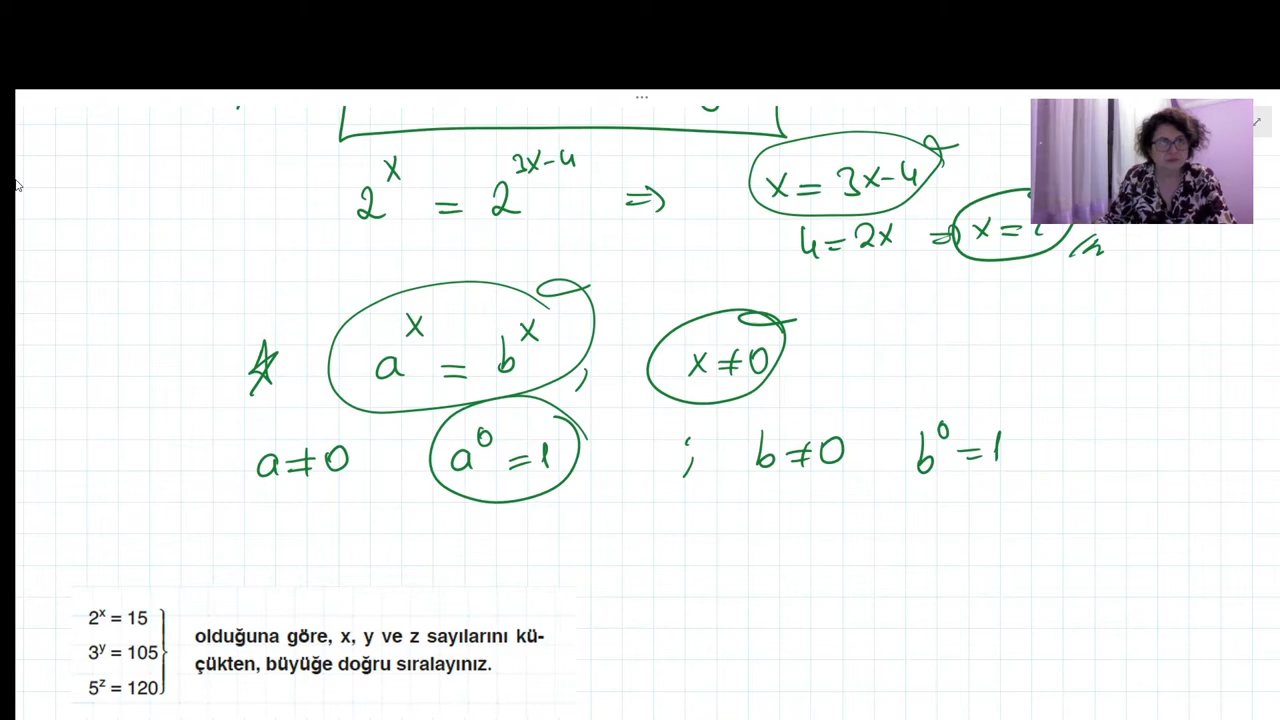 2^x = 2^{3x-4} ⇒ x = 3x-4
4 = 2x ⇒ x =
a^x = b^x ; x ≠ 0
a ≠ 0 a^0 = 1 ; b ≠ 0 b^0 = 1
2^x = 15
3^y = 105
5^z = 120
olduğuna göre, x, y ve z sayılarını kü-
çükten, büyüğe doğru sıralayınız.